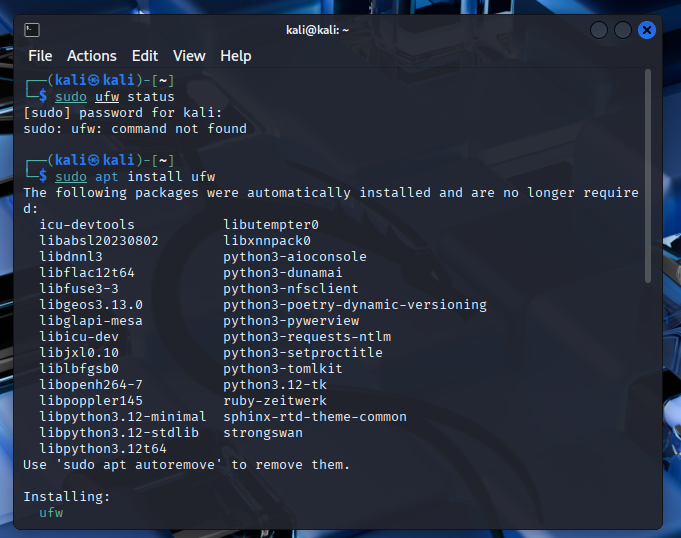 kali@kali: ~
File Actions Edit View Help
┌──(kali㉿kali)-[~]
└─$ sudo ufw status
[sudo] password for kali:
sudo: ufw: command not found
┌──(kali㉿kali)-[~]
└─$ sudo apt install ufw
The following packages were automatically installed and are no longer require
d:
icu-devtools libutempter0
libabsl20230802 libxnnpack0
libdnnl3 python3-aioconsole
libflac12t64 python3-dunamai
libfuse3-3 python3-nfsclient
libgeos3.13.0 python3-poetry-dynamic-versioning
libglapi-mesa python3-pywerview
libicu-dev python3-requests-ntlm
libjxl0.10 python3-setproctitle
liblbfgsb0 python3-tomlkit
libopenh264-7 python3.12-tk
libpoppler145 ruby-zeitwerk
libpython3.12-minimal sphinx-rtd-theme-common
libpython3.12-stdlib strongswan
libpython3.12t64
Use 'sudo apt autoremove' to remove them.
Installing:
ufw